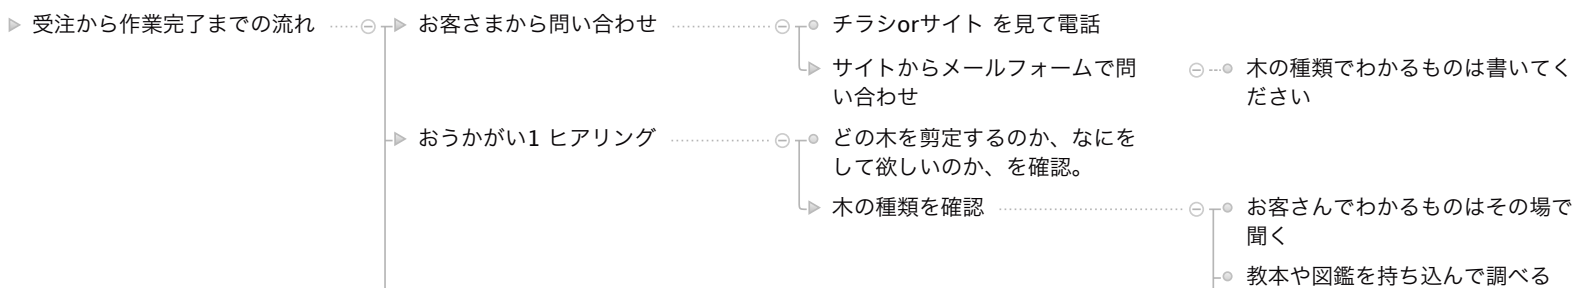 受注から作業完了までの流れ
お客さまから問い合わせ
チラシorサイト を見て電話
サイトからメールフォームで問
い合わせ
木の種類でわかるものは書いてく
ださい
おうかがい1 ヒアリング
どの木を剪定するのか、なにを
して欲しいのか、を確認。
木の種類を確認
お客さんでわかるものはその場で
聞く
教本や図鑑を持ち込んで調べる